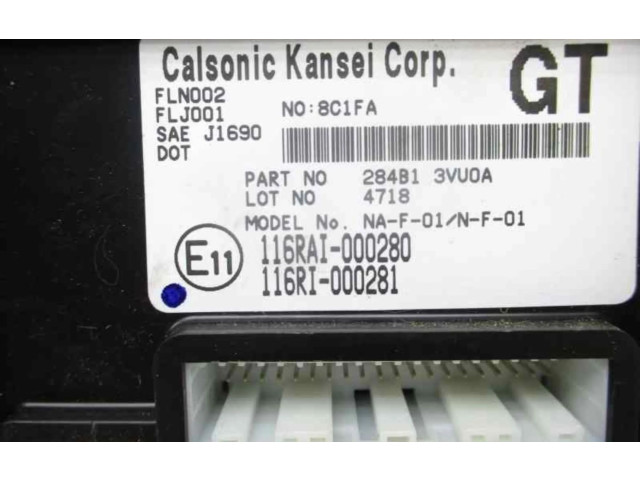 Calsonic Kansei Corp. GT
FLN002
FLJ001 NO:8C1FA
SAE J1690
DOT
PART NO 284B1 3VU0A
LOT NO 4718
MODEL No. NA-F-01/N-F-01
E11 116RAI-000280
116RI-000281